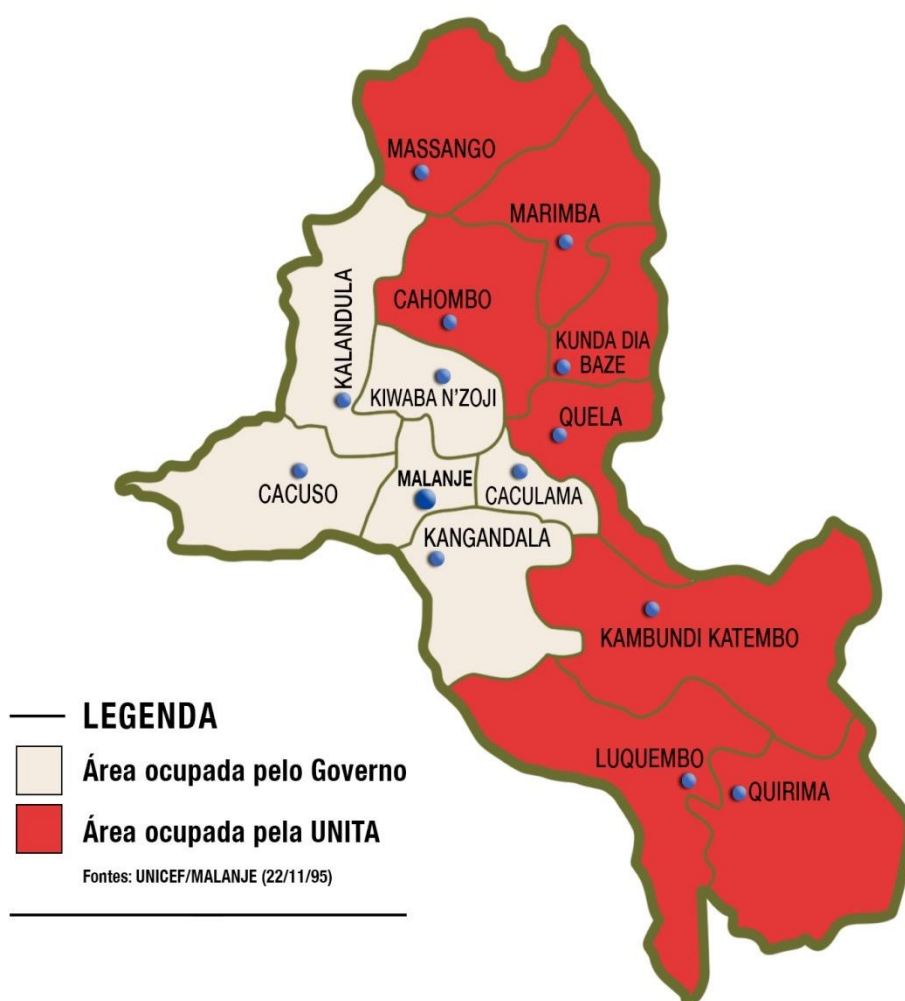 MASSANGO
MARIMBA
CAHOMBO
KALANDULA
KUNDA DIA
BAZE
KIWABA N'ZOJI
QUELA
CACUSO
MALANJE
CACULAMA
KANGANDALA
KAMBUNDI KATEMBO
LUQUEMBO
QUIRIMA
LEGENDA
Área ocupada pelo Governo
Área ocupada pela UNITA
Fontes: UNICEF/MALANJE (22/11/95)